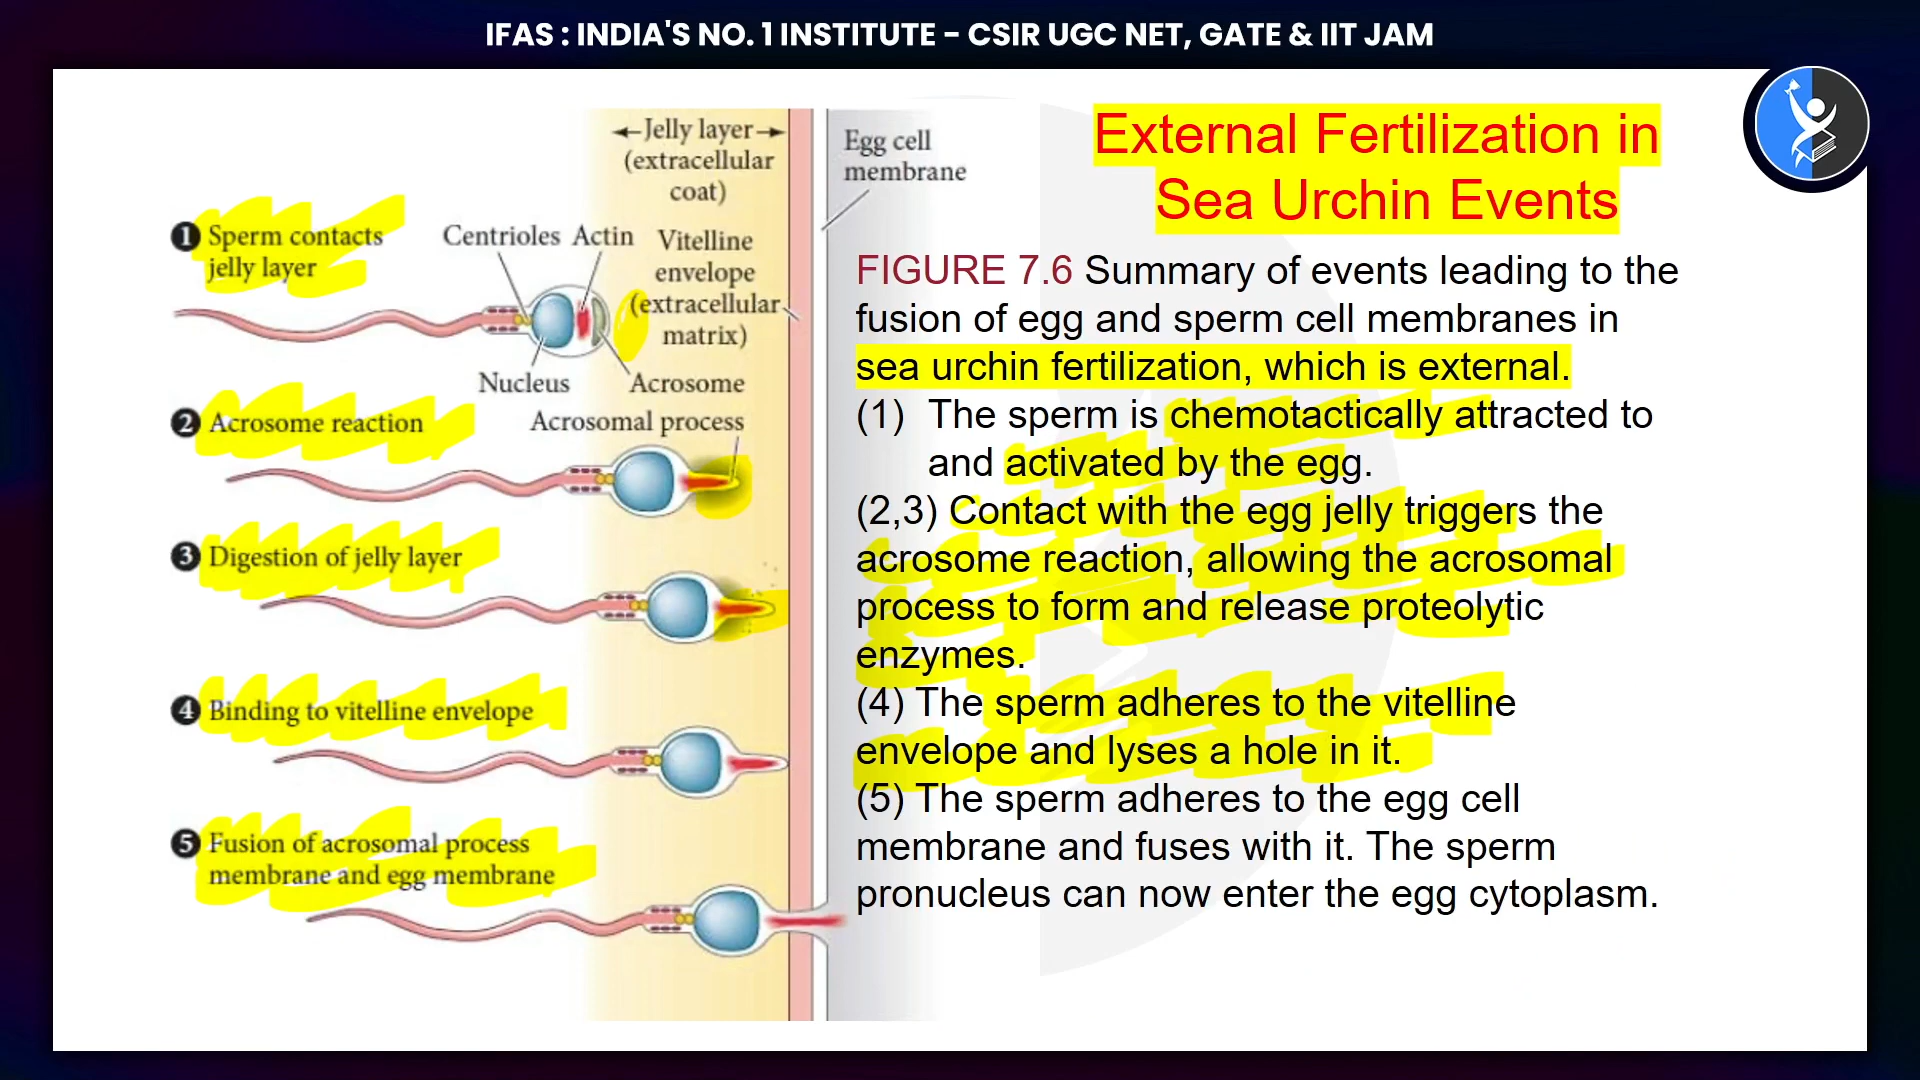 IFAS : INDIA'S NO. 1 INSTITUTE – CSIR UGC NET, GATE & IIT JAM
External Fertilization in
Sea Urchin Events
Jelly layer
(extracellular
coat)
Egg cell
membrane
1 Sperm contacts
jelly layer
Centrioles
Actin
Vitelline
envelope
(extracellular
matrix)
Nucleus
Acrosome
2 Acrosome reaction
Acrosomal process
3 Digestion of jelly layer
4 Binding to vitelline envelope
5 Fusion of acrosomal process
membrane and egg membrane
FIGURE 7.6 Summary of events leading to the
fusion of egg and sperm cell membranes in
sea urchin fertilization, which is external.
(1) The sperm is chemotactically attracted to
and activated by the egg.
(2,3) Contact with the egg jelly triggers the
acrosome reaction, allowing the acrosomal
process to form and release proteolytic
enzymes.
(4) The sperm adheres to the vitelline
envelope and lyses a hole in it.
(5) The sperm adheres to the egg cell
membrane and fuses with it. The sperm
pronucleus can now enter the egg cytoplasm.